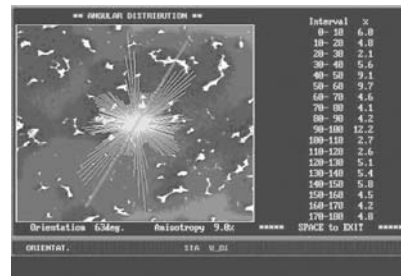 ** ANGULAR DISTRIBUTION **
Interval %
0- 10 6.0
10- 20 4.8
20- 30 2.1
30- 40 5.6
40- 50 9.1
50- 60 9.7
60- 70 4.6
70- 80 4.1
80- 90 4.2
90-100 12.2
100-110 2.7
110-120 2.6
120-130 5.1
130-140 5.4
140-150 5.8
150-160 4.5
160-170 4.2
170-180 4.8
Orientation 63deg. Anisotropy 9.0% ***** SPACE to EXIT *****
ORIENTAT.